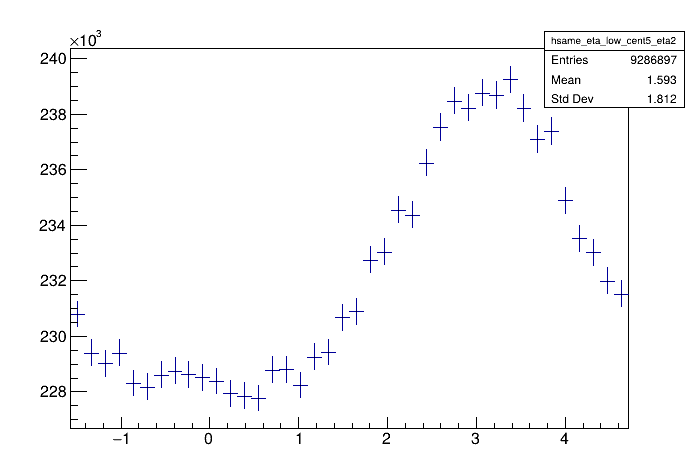 ×10³
hsame_eta_low_cent5_eta2
Entries 9286897
Mean 1.593
Std Dev 1.812
240
238
236
234
232
230
228
−1 0 1 2 3 4